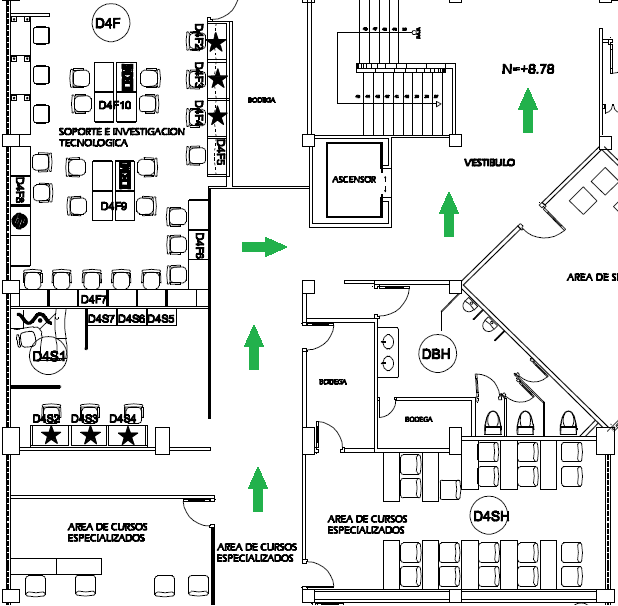 D4F
D4F2
D4F3
D4F4
D4F5
D4F10
BODEGA
SOPORTE E INVESTIGACION
TECNOLOGICA
N=+8.78
VESTIBULO
ASCENSOR
D4F8
D4F9
D4F6
D4F7
AREA DE SE
D4S7 D4S6 D4S5
D4S1
DBH
BODEGA
D4S2 D4S3 D4S4
BODEGA
D4SH
AREA DE CURSOS
ESPECIALIZADOS
AREA DE CURSOS
ESPECIALIZADOS
AREA DE CURSOS
ESPECIALIZADOS